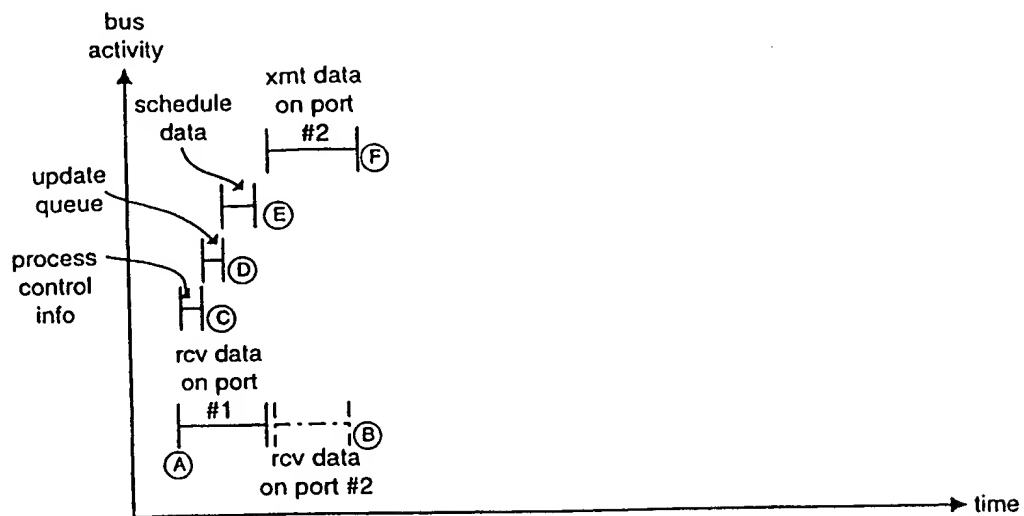 bus
activity
xmt data
on port
#2
schedule
data
F
update
queue
E
process
control
info
D
C
rcv data
on port
#1
B
A
rcv data
on port #2
time